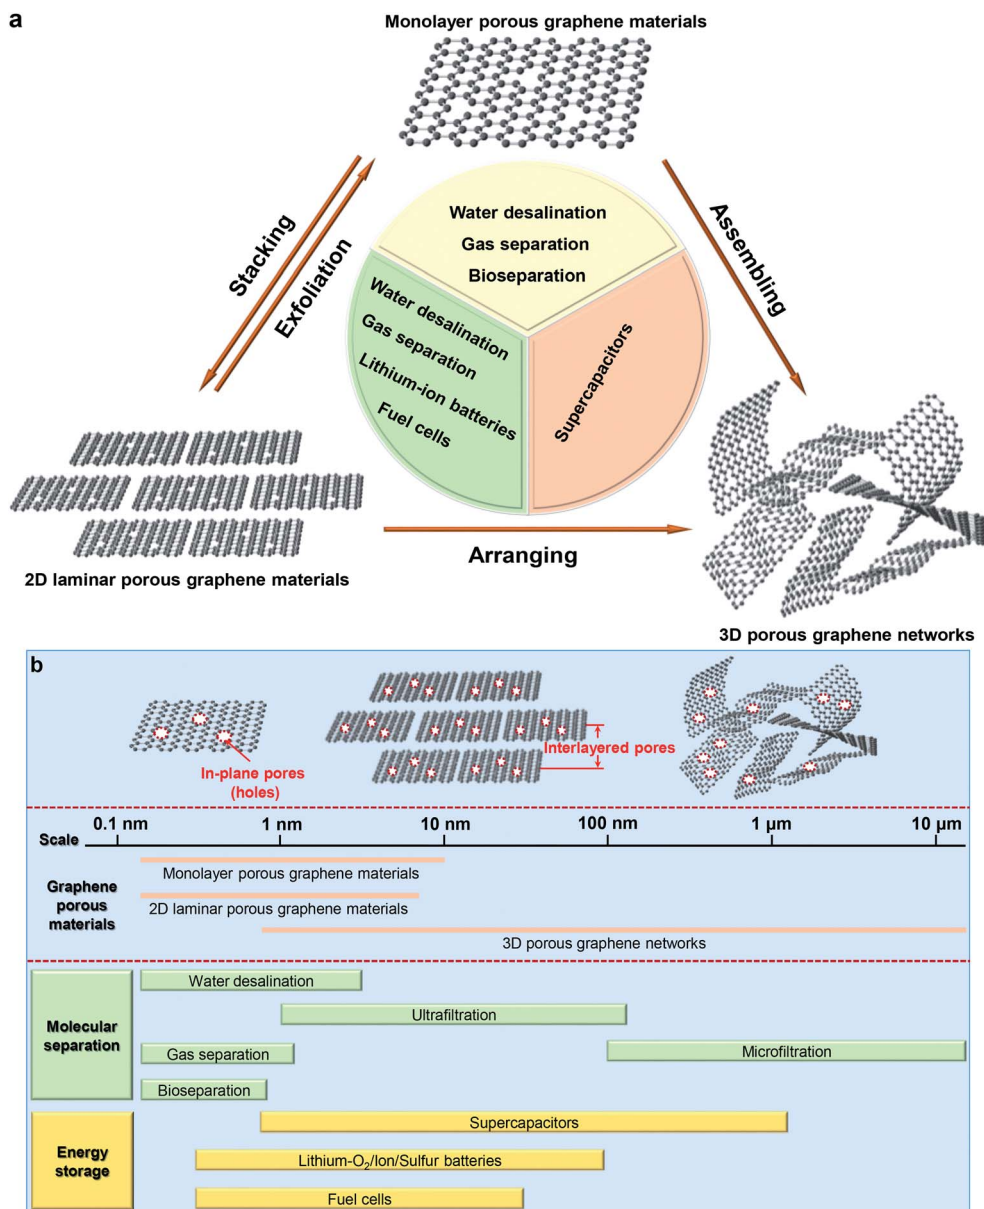 a
Monolayer porous graphene materials
Stacking
Exfoliation
Assembling
Water desalination
Gas separation
Bioseparation
Water desalination
Gas separation
Lithium-ion batteries
Fuel cells
Supercapacitors
Arranging
2D laminar porous graphene materials
3D porous graphene networks
b
In-plane pores
(holes)
Interlayered pores
Scale
0.1 nm
1 nm
10 nm
100 nm
1 µm
10 µm
Graphene
porous
materials
Monolayer porous graphene materials
2D laminar porous graphene materials
3D porous graphene networks
Molecular
separation
Water desalination
Ultrafiltration
Gas separation
Microfiltration
Bioseparation
Energy
storage
Supercapacitors
Lithium-O₂/Ion/Sulfur batteries
Fuel cells